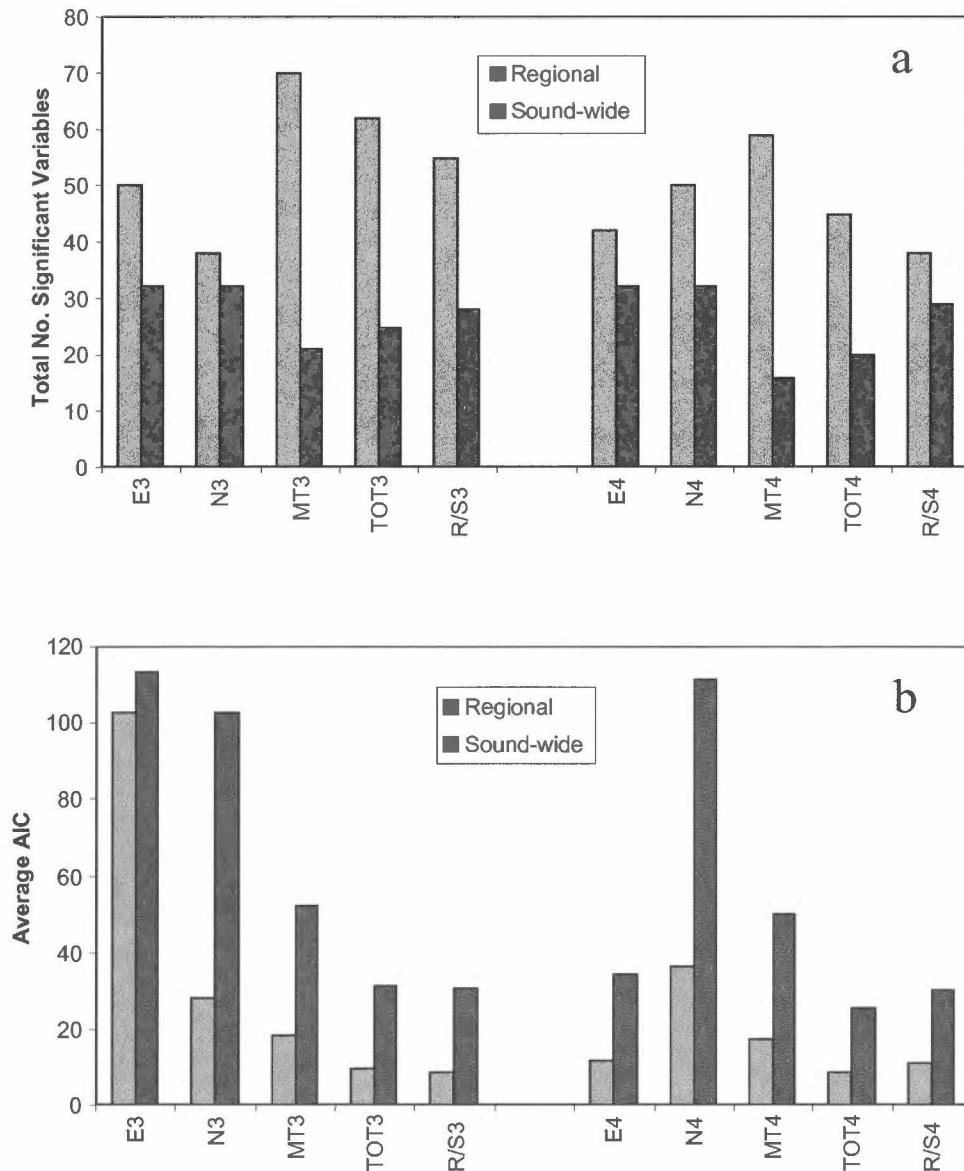 80
a
70
Regional
Sound-wide
60
50
40
30
20
10
0
Total No. Significant Variables
E3 N3 MT3 TOT3 R/S3 E4 N4 MT4 TOT4 R/S4
120
b
Regional
Sound-wide
100
80
60
40
20
0
Average AIC
E3 N3 MT3 TOT3 R/S3 E4 N4 MT4 TOT4 R/S4